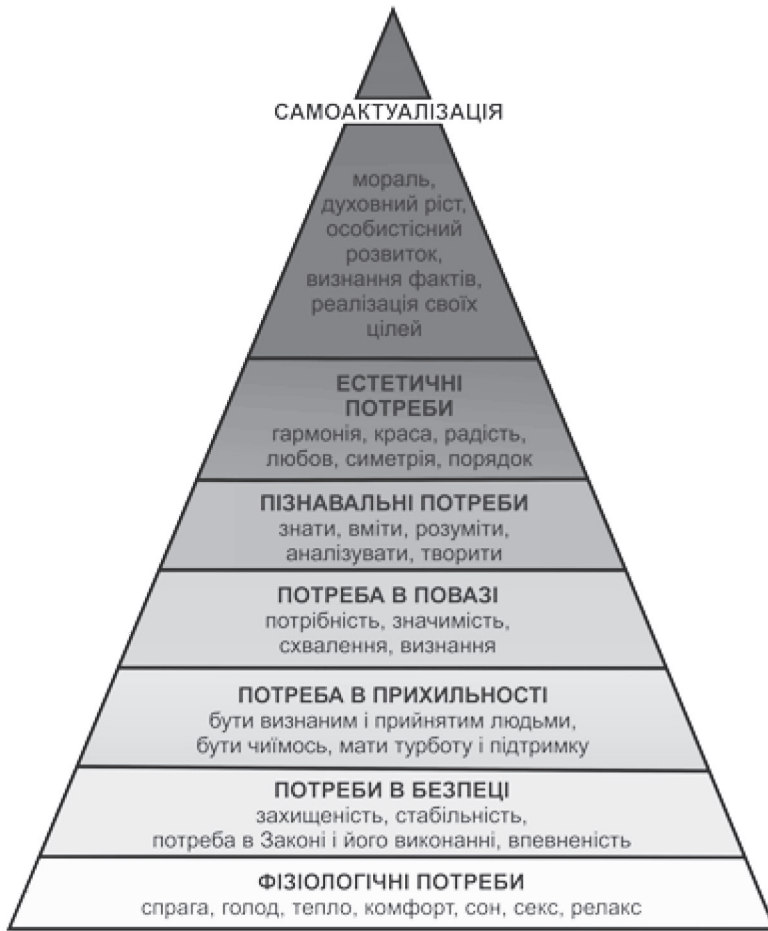 САМОАКТУАЛІЗАЦІЯ
мораль,
духовний ріст,
особистісний
розвиток,
визнання фактів,
реалізація своїх
цілей
ЕСТЕТИЧНІ
ПОТРЕБИ
гармонія, краса, радість,
любов, симетрія, порядок
ПІЗНАВАЛЬНІ ПОТРЕБИ
знати, вміти, розуміти,
аналізувати, творити
ПОТРЕБА В ПОВАЗІ
потрібність, значимість,
схвалення, визнання
ПОТРЕБА В ПРИХИЛЬНОСТІ
бути визнаним і прийнятим людьми,
бути чиїмось, мати турботу і підтримку
ПОТРЕБИ В БЕЗПЕЦІ
захищеність, стабільність,
потреба в Законі і його виконанні, впевненість
ФІЗІОЛОГІЧНІ ПОТРЕБИ
спрага, голод, тепло, комфорт, сон, секс, релакс